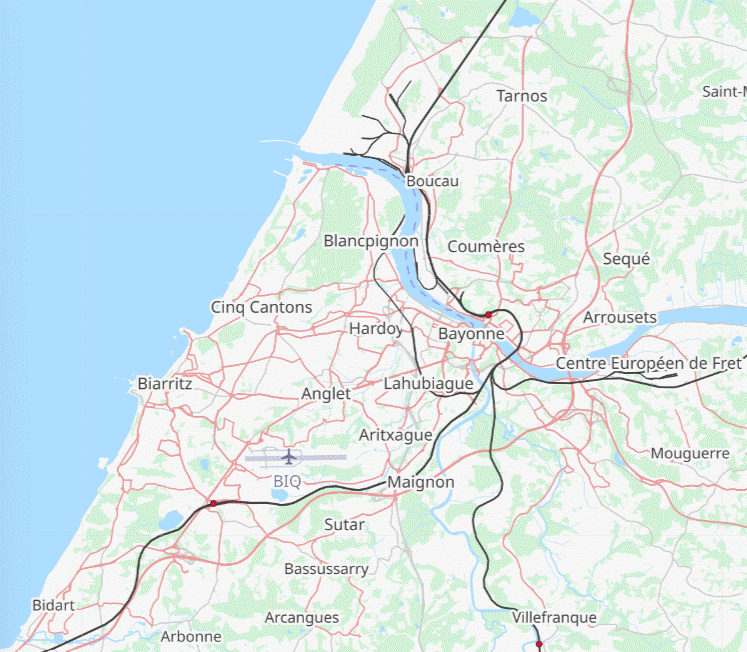 Saint-M
Tarnos
Boucau
Blancpignon
Coumères
Sequé
Cinq Cantons
Arrousets
Hardoy
Bayonne
Centre Européen de Fret
Biarritz
Lahubiague
Anglet
Aritxague
Mouguerre
BIQ
Maignon
Sutar
Bassussarry
Bidart
Arcangues
Villefranque
Arbonne